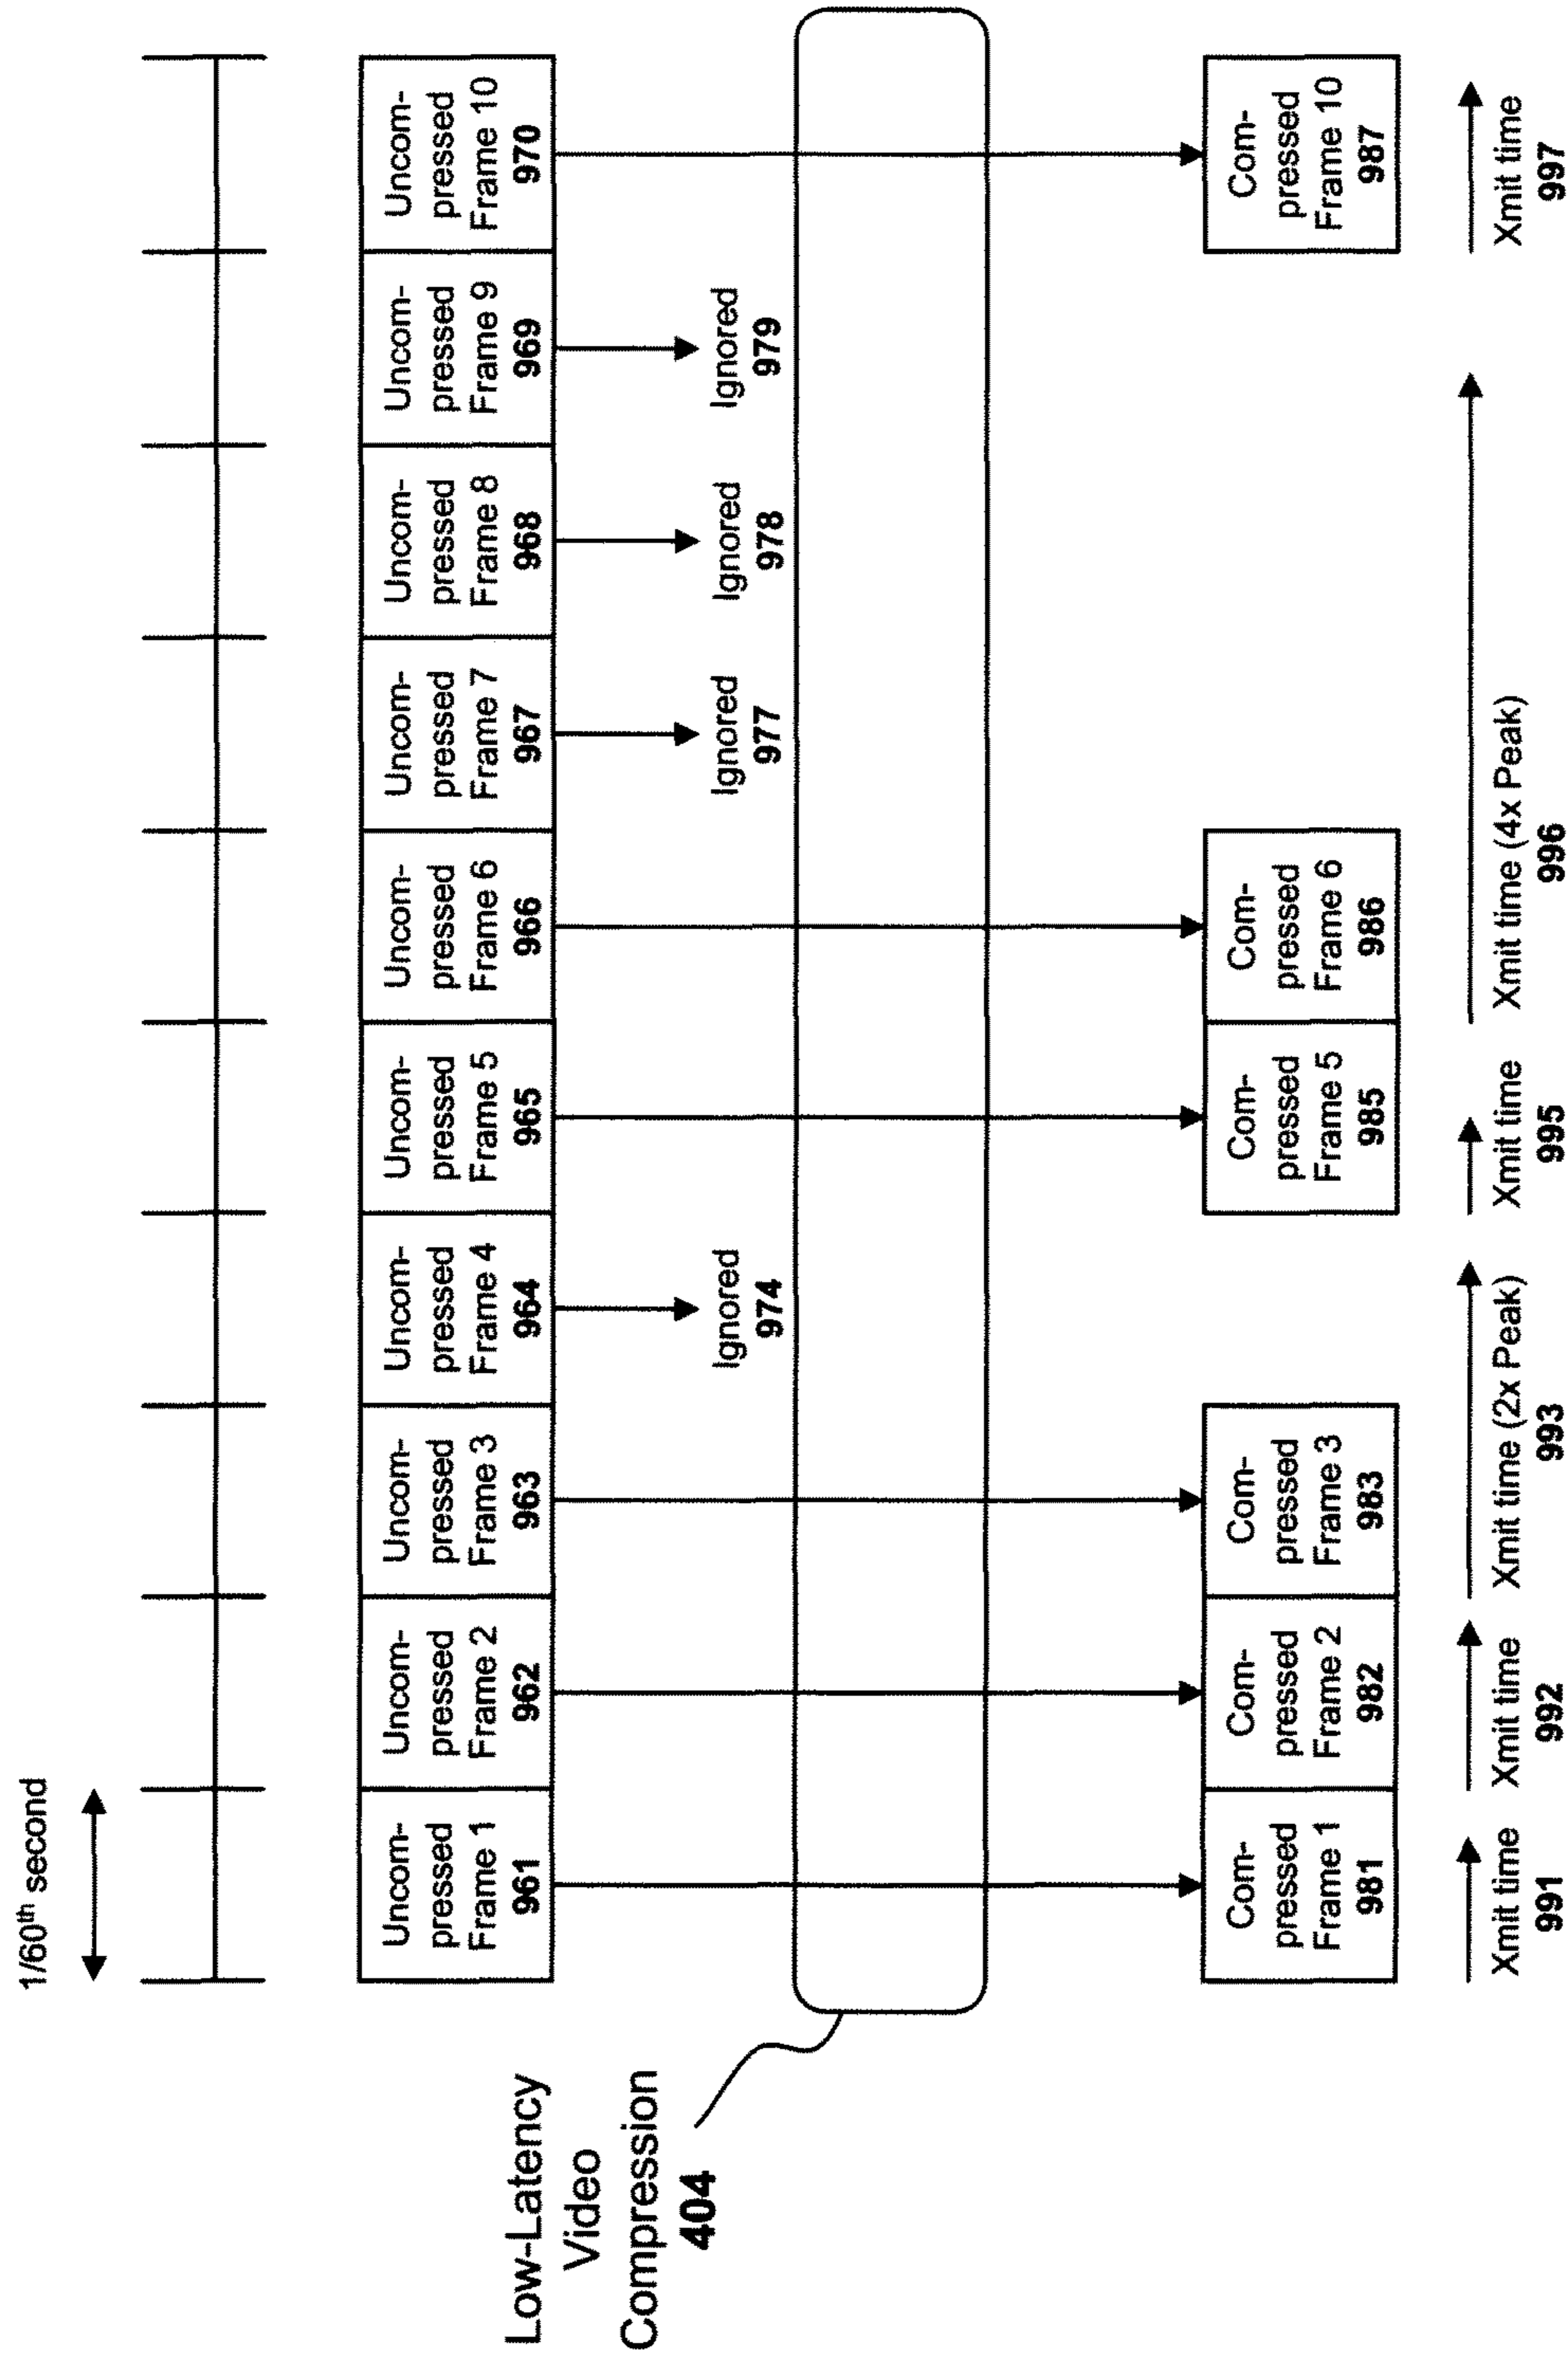 1/60th second
Uncom-
pressed
Frame 1
961
Uncom-
pressed
Frame 2
962
Uncom-
pressed
Frame 3
963
Uncom-
pressed
Frame 4
964
Uncom-
pressed
Frame 5
965
Uncom-
pressed
Frame 6
966
Uncom-
pressed
Frame 7
967
Uncom-
pressed
Frame 8
968
Uncom-
pressed
Frame 9
969
Uncom-
pressed
Frame 10
970
Ignored
974
Ignored
977
Ignored
978
Ignored
979
Low-Latency
Video
Compression
404
Com-
pressed
Frame 1
981
Com-
pressed
Frame 2
982
Com-
pressed
Frame 3
983
Com-
pressed
Frame 5
985
Com-
pressed
Frame 6
986
Com-
pressed
Frame 10
987
Xmit time
991
Xmit time
992
Xmit time (2x Peak)
993
Xmit time
995
Xmit time (4x Peak)
996
Xmit time
997